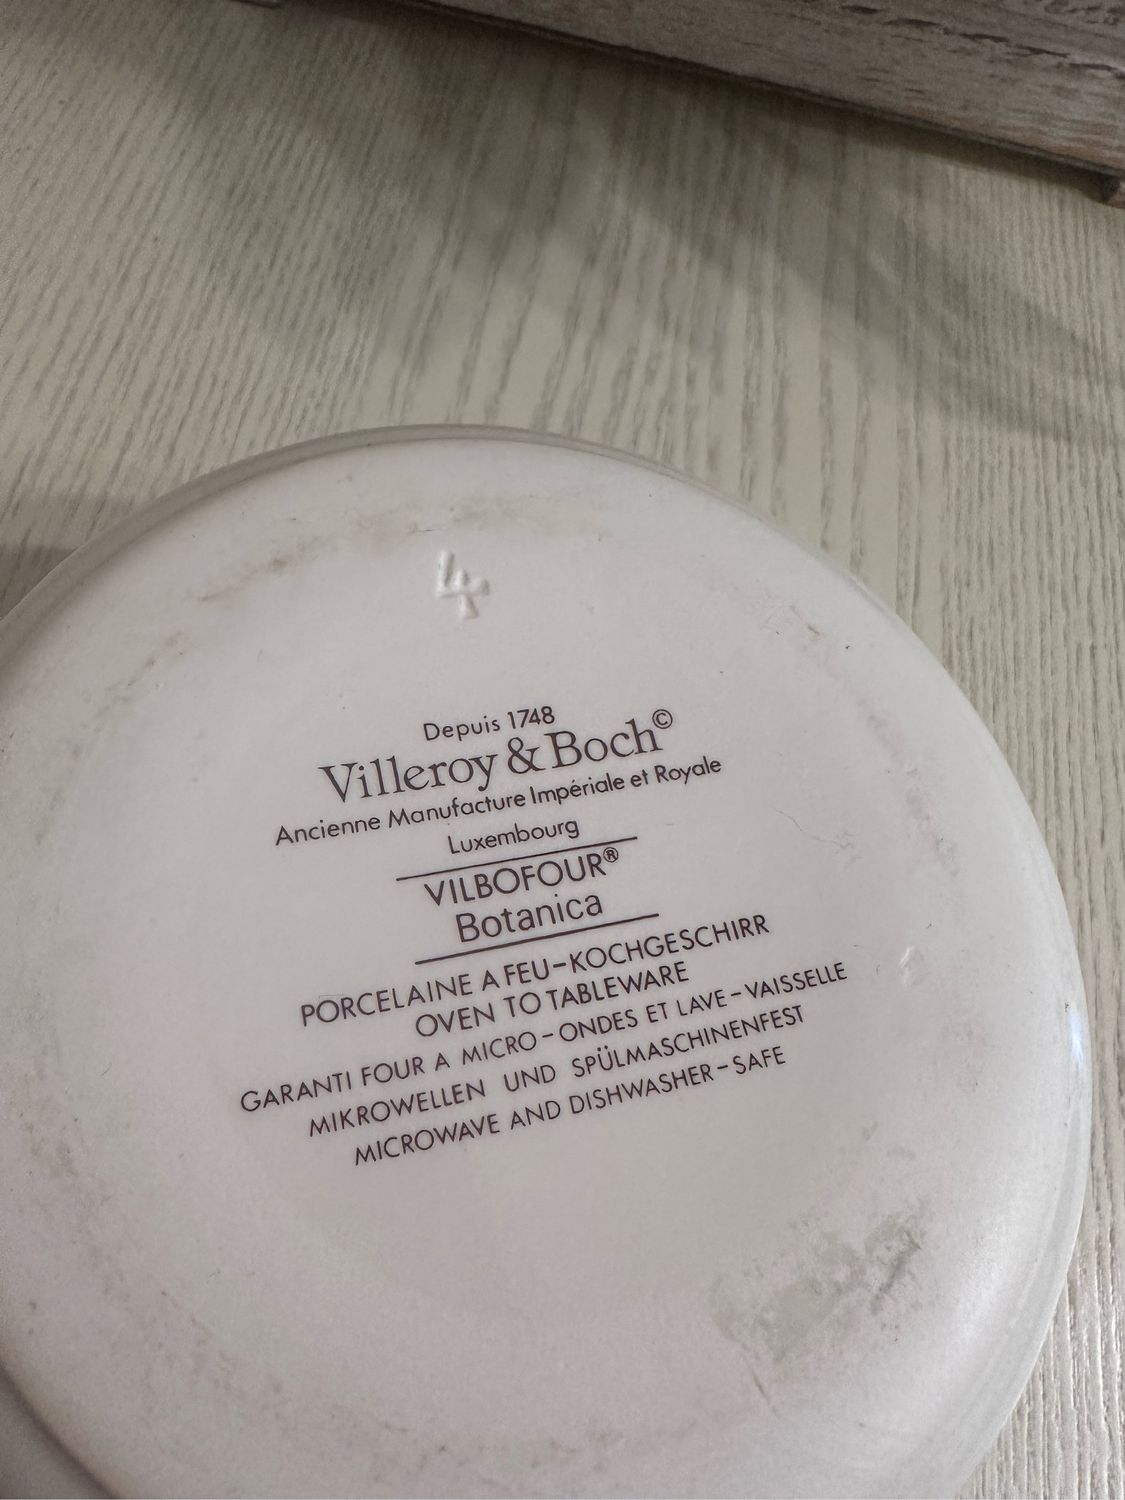 4
Depuis 1748
Villeroy & Boch©
Ancienne Manufacture Impériale et Royale
Luxembourg
VILBOFOUR®
Botanica
PORCELAINE A FEU-KOCHGESCHIRR
OVEN TO TABLEWARE
GARANTI FOUR A MICRO-ONDES ET LAVE-VAISSELLE
MIKROWELLEN UND SPÜLMASCHINENFEST
MICROWAVE AND DISHWASHER-SAFE